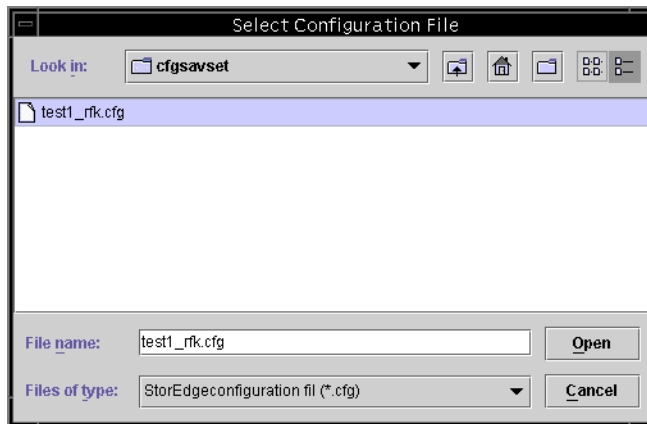 Select Configuration File
Look in: cfgsavset
test1_rfk.cfg
File name: test1_rfk.cfg Open
Files of type: StorEdgeconfiguration fil (*.cfg) Cancel